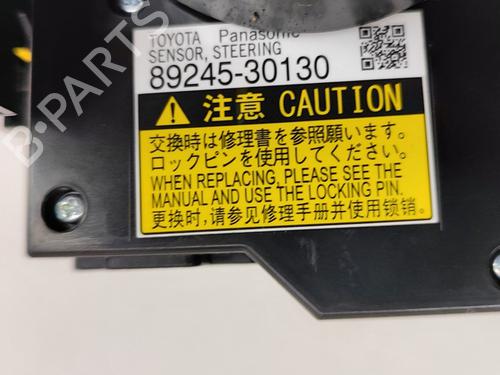 TOYOTA Panasonic
SENSOR, STEERING
89245-30130
注意 CAUTION
交換時は修理書を参照願います。
ロックピンを使用してください。
WHEN REPLACING, PLEASE SEE THE
MANUAL AND USE THE LOCKING PIN.
更换时,请参见修理手册并使用锁销。
B-PARTS